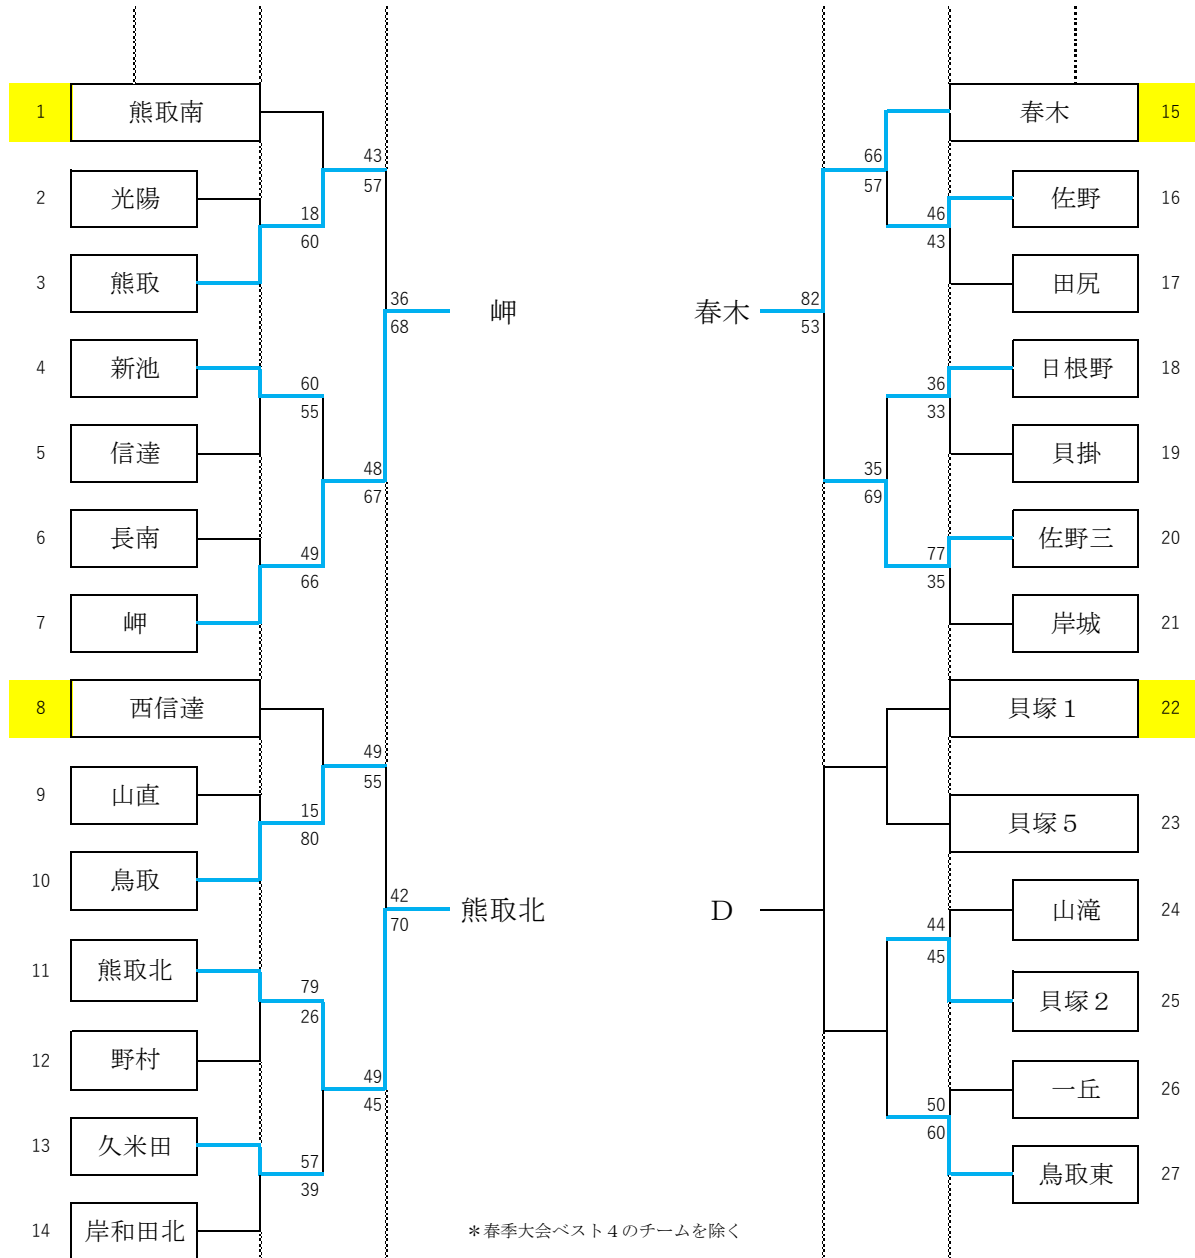 1 熊取南
2 光陽
3 熊取
4 新池
5 信達
6 長南
7 岬
8 西信達
9 山直
10 鳥取
11 熊取北
12 野村
13 久米田
14 岸和田北
18
60
60
55
49
66
15
80
79
26
57
39
43
57
48
67
49
55
49
45
36
68
42
70
岬
熊取北
春木
D
82
53
66
57
35
69
46
43
36
33
77
35
44
45
50
60
春木 15
佐野 16
田尻 17
日根野 18
貝掛 19
佐野三 20
岸城 21
貝塚１ 22
貝塚５ 23
山滝 24
貝塚２ 25
一丘 26
鳥取東 27
＊春季大会ベスト４のチームを除く